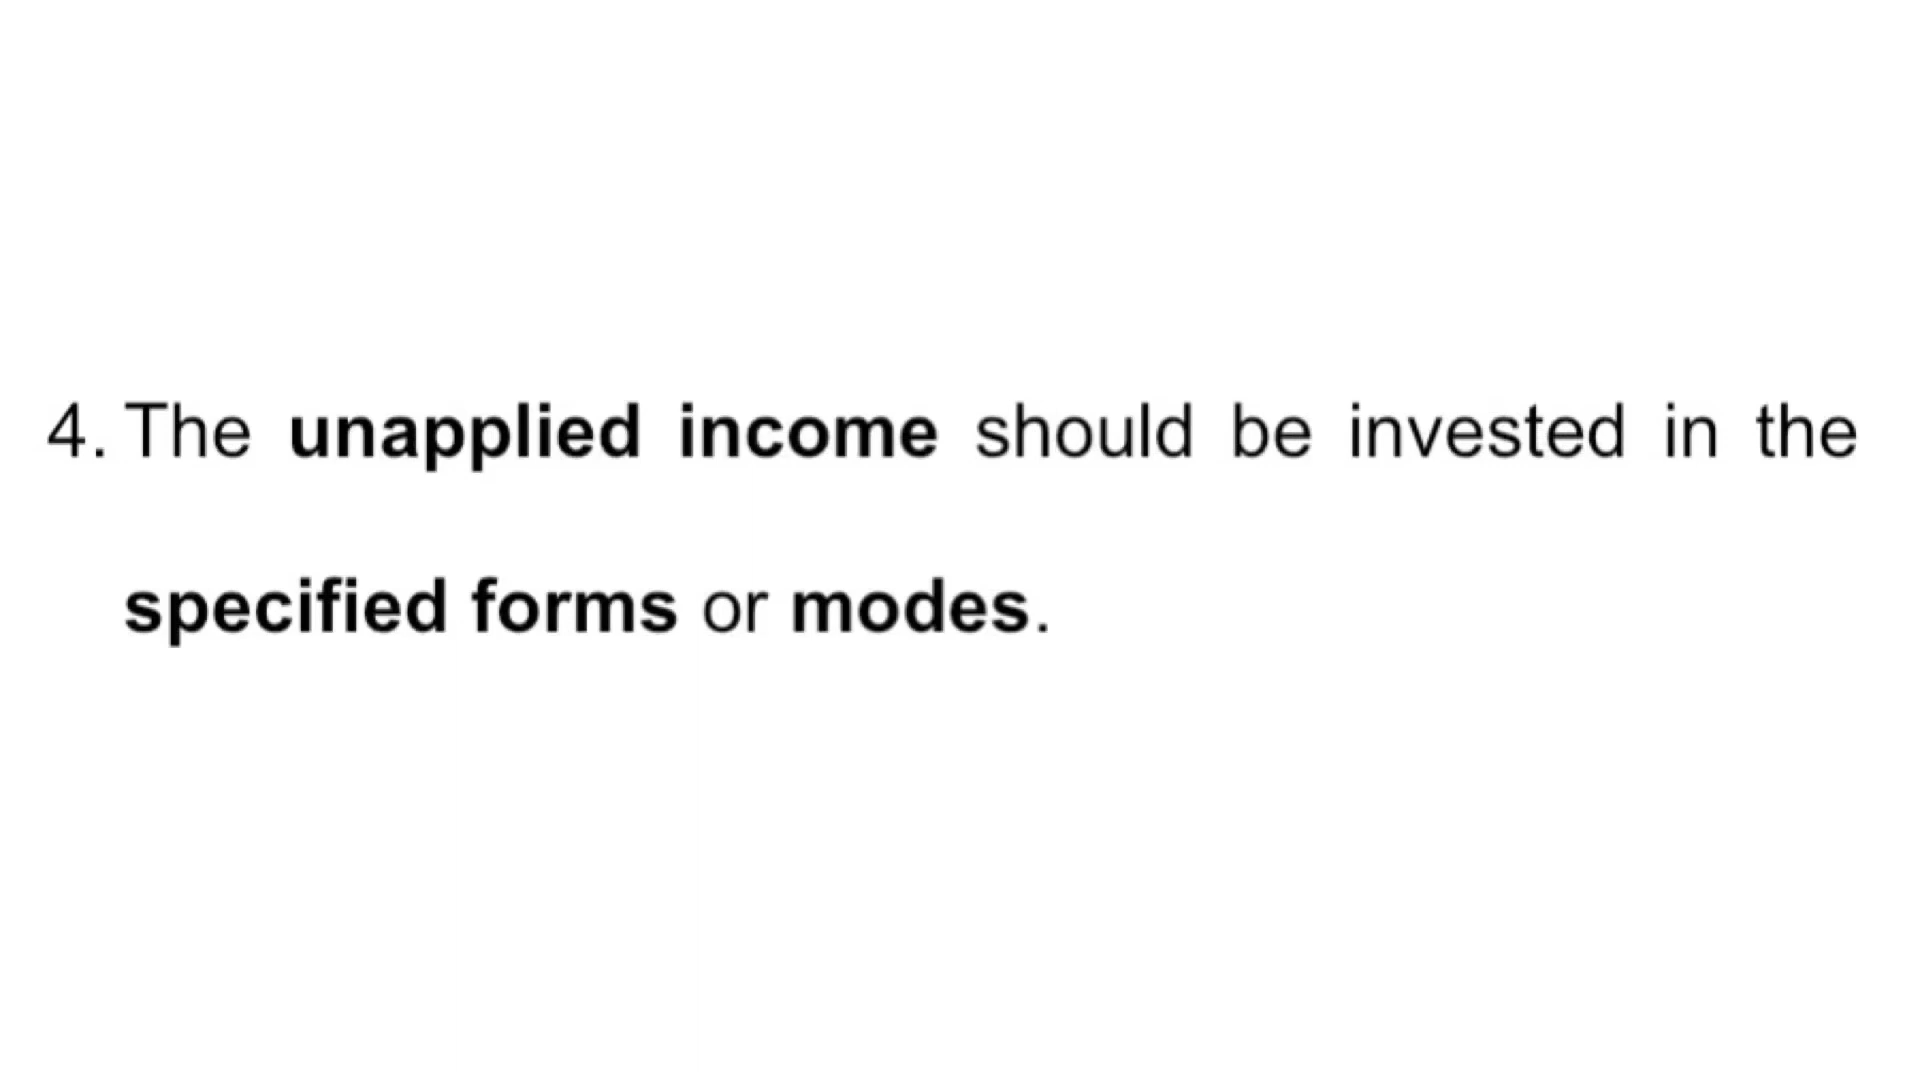 4. The unapplied income should be invested in the
specified forms or modes.